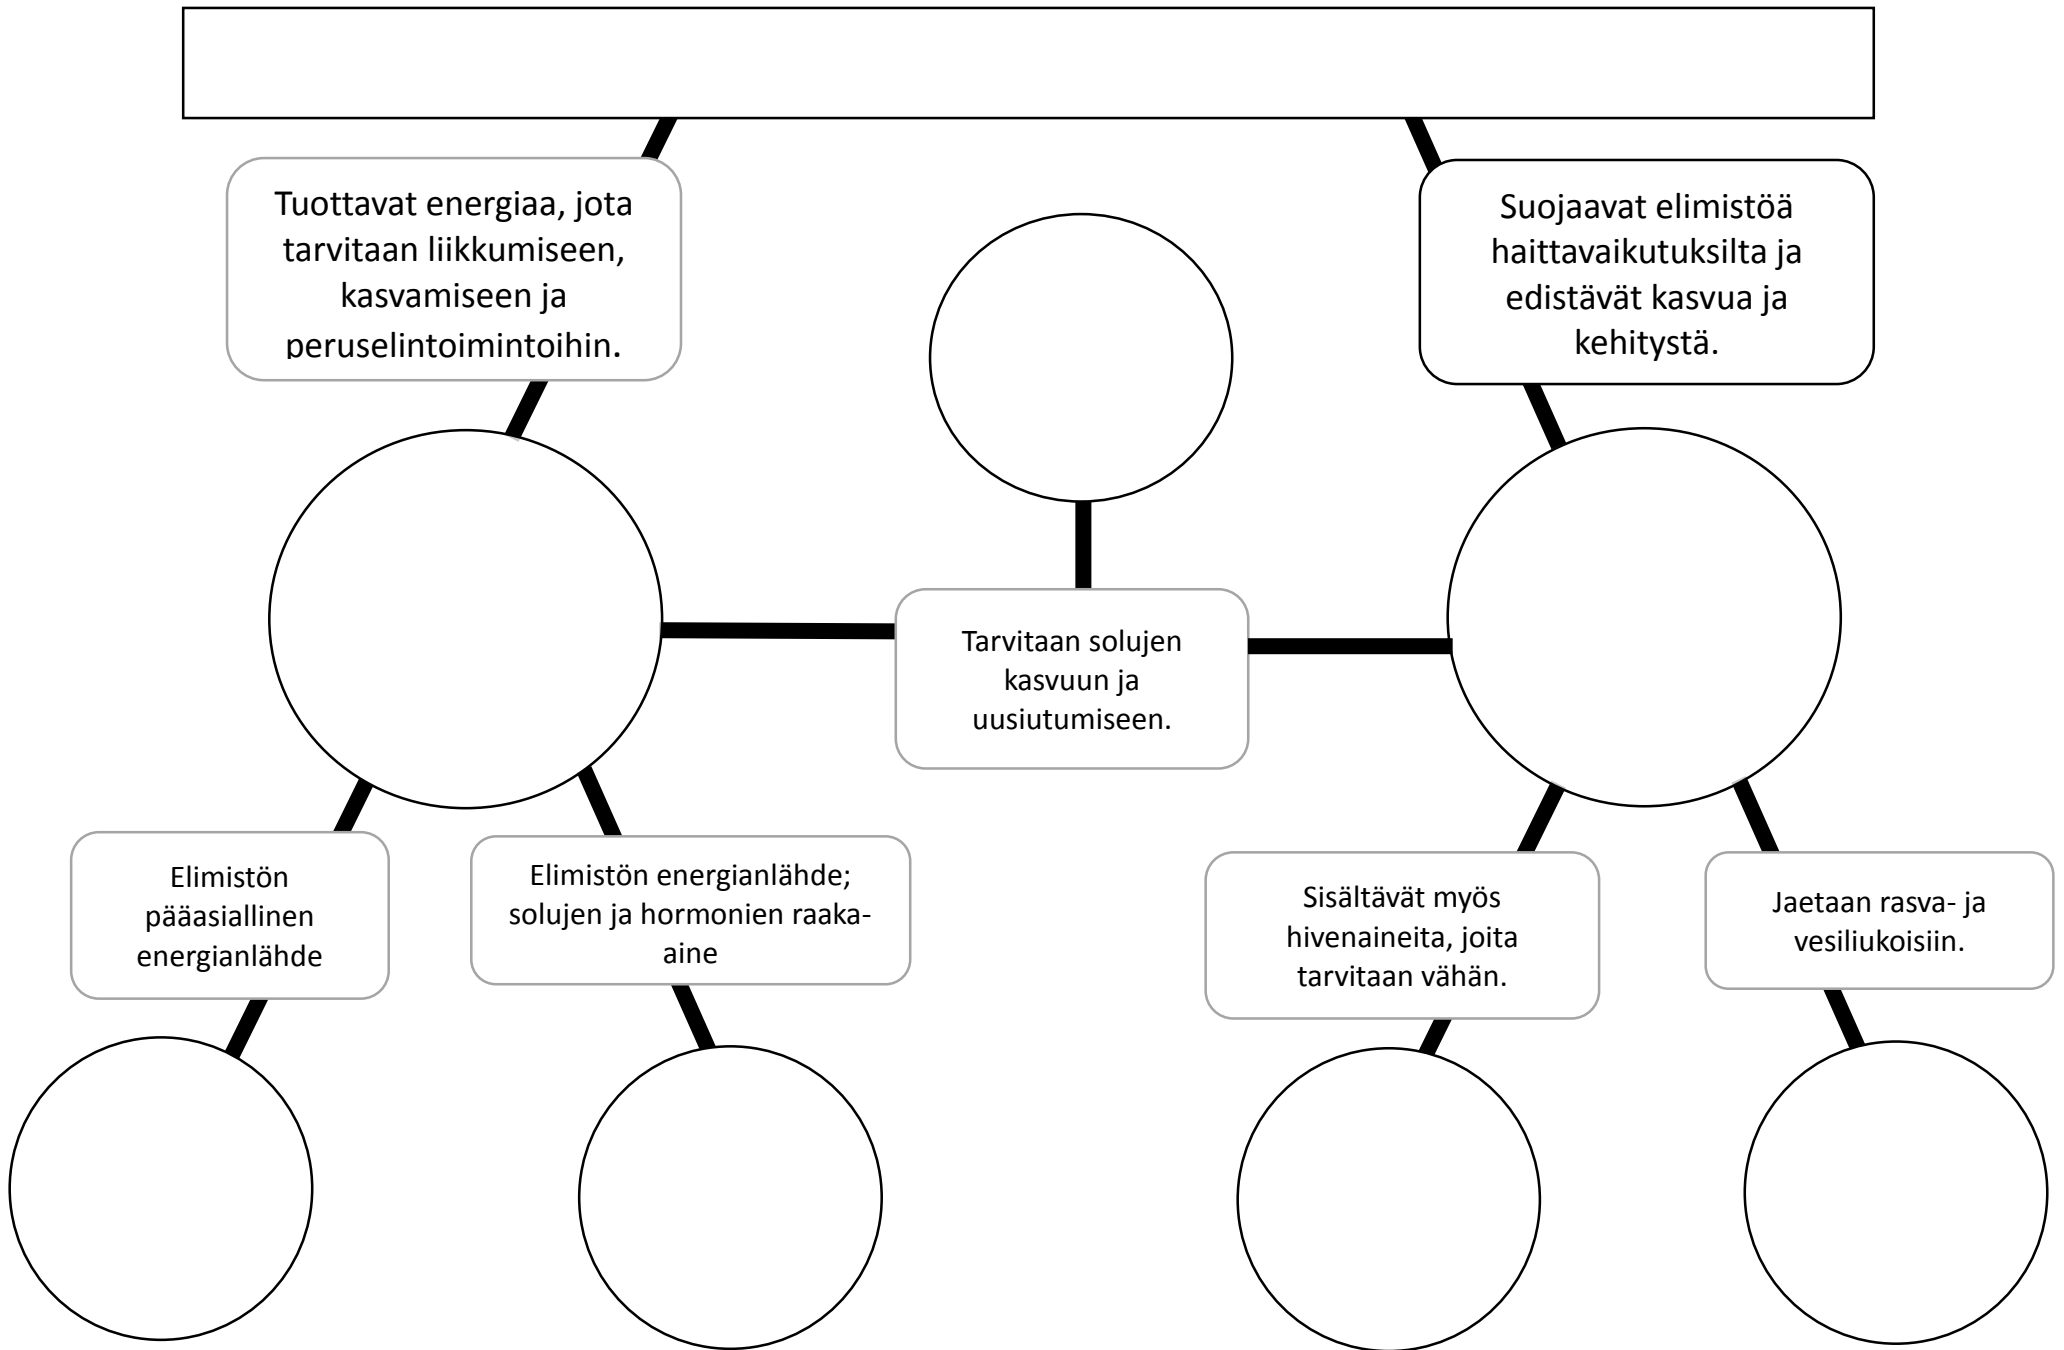 Tuottavat energiaa, jota
tarvitaan liikkumiseen,
kasvamiseen ja
peruselintoimintoihin.
Suojaavat elimistöä
haittavaikutuksilta ja
edistävät kasvua ja
kehitystä.
Tarvitaan solujen
kasvuun ja
uusiutumiseen.
Elimistön
pääasiallinen
energianlähde
Elimistön energianlähde;
solujen ja hormonien raaka-
aine
Sisältävät myös
hivenaineita, joita
tarvitaan vähän.
Jaetaan rasva- ja
vesiliukoisiin.